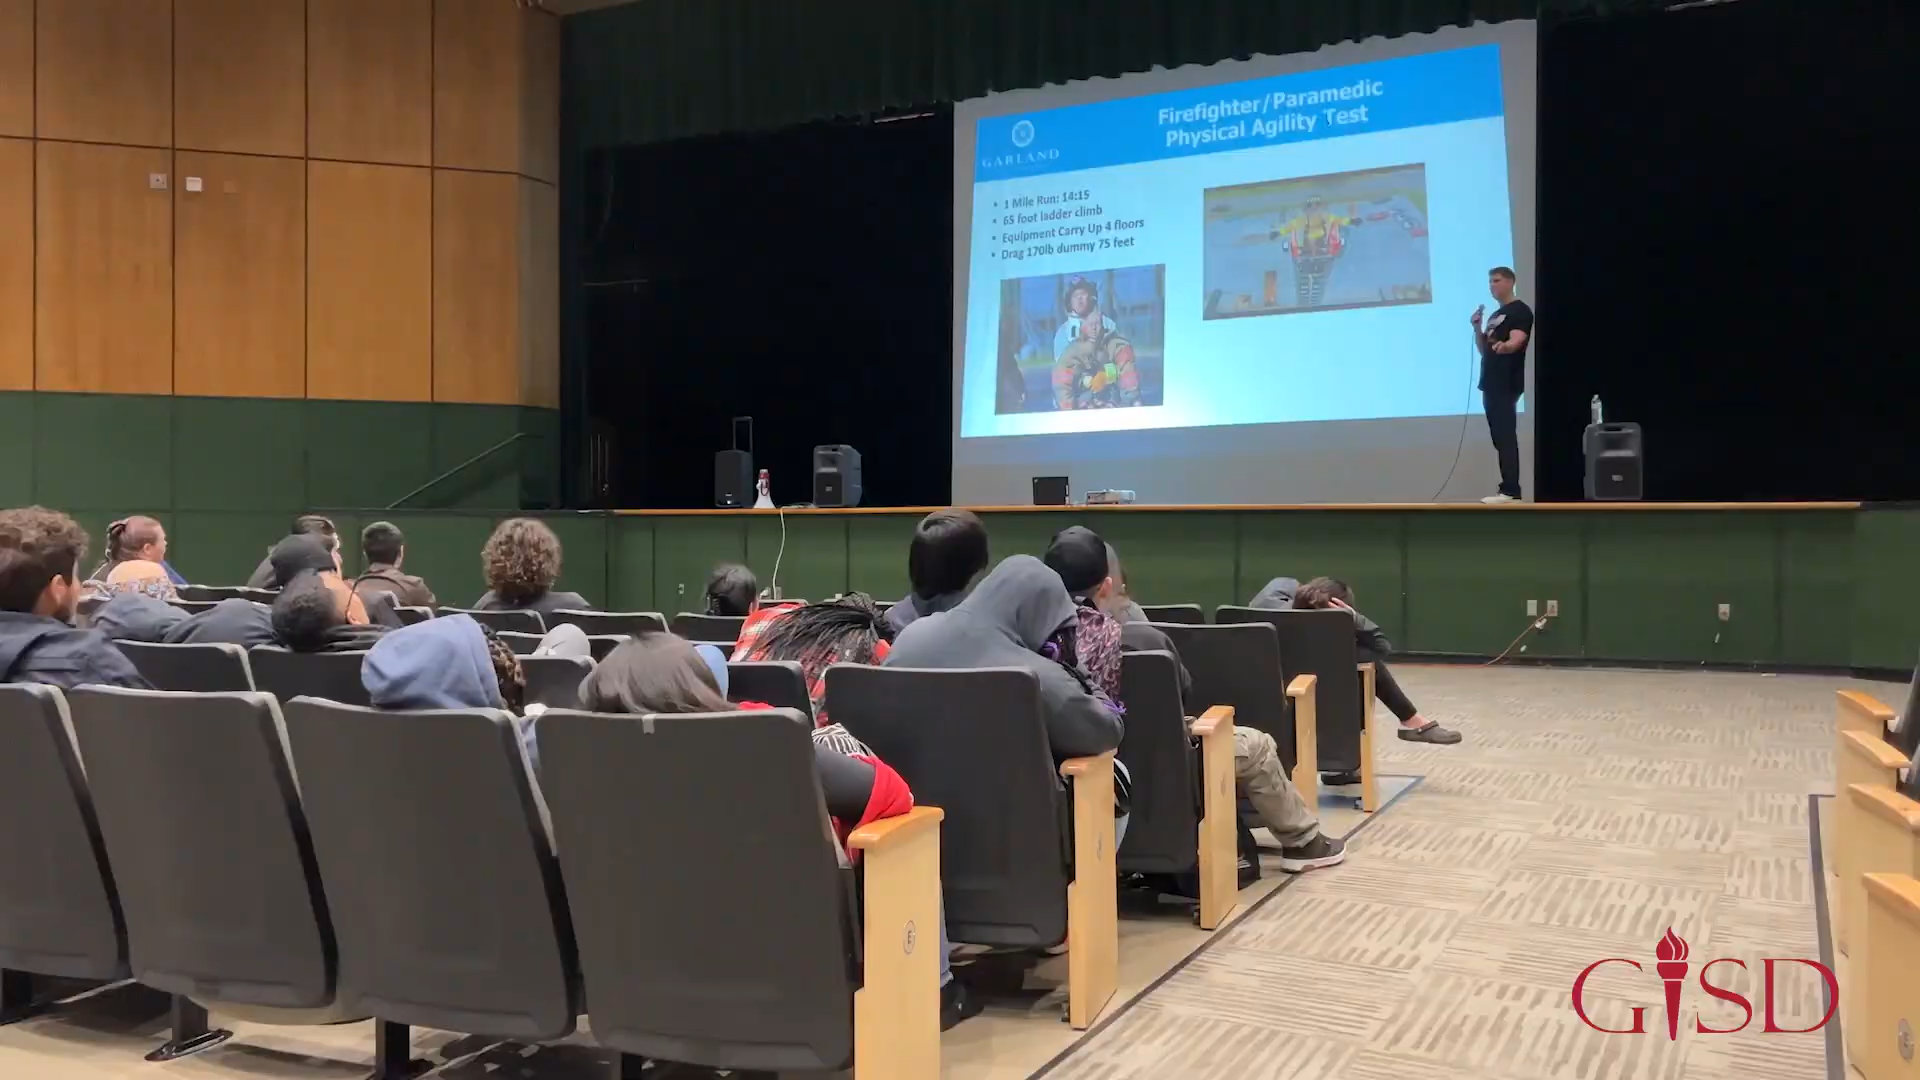 Firefighter/Paramedic
Physical Agility Test
GARLAND
• 1 Mile Run: 14:15
• 65 foot ladder climb
• Equipment Carry Up 4 floors
• Drag 170lb dummy 75 feet
GISD